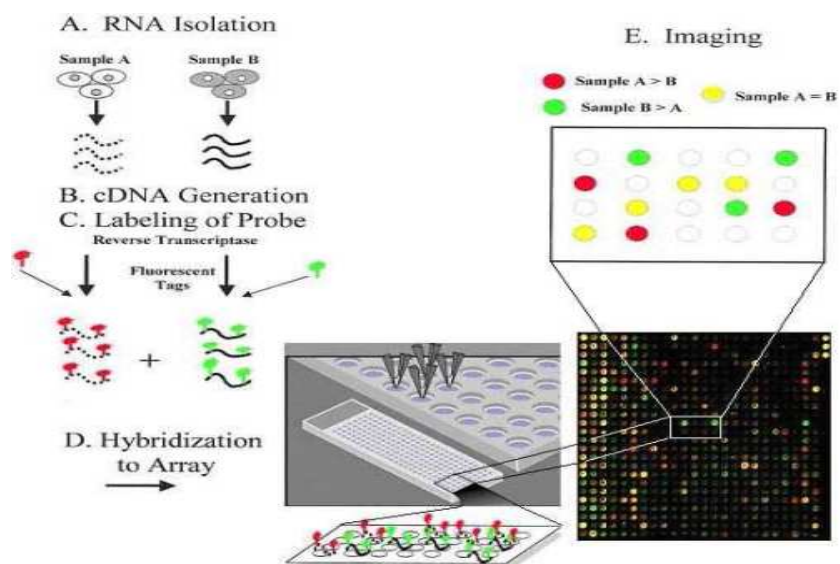 A. RNA Isolation
Sample A
Sample B
B. cDNA Generation
C. Labeling of Probe
Reverse Transcriptase
Fluorescent
Tags
+
D. Hybridization
to Array
E. Imaging
Sample A > B
Sample B > A
Sample A = B